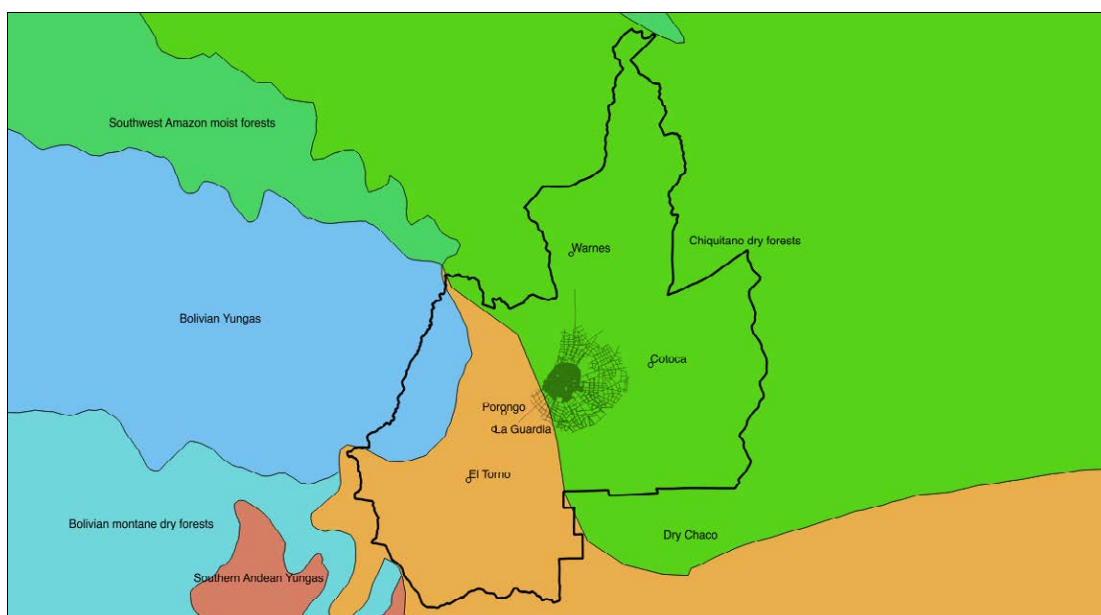 Southwest Amazon moist forests
Warnes
Chiquitano dry forests
Bolivian Yungas
Cotoca
Porongo
La Guardia
El Torno
Bolivian montane dry forests
Dry Chaco
Southern Andean Yungas